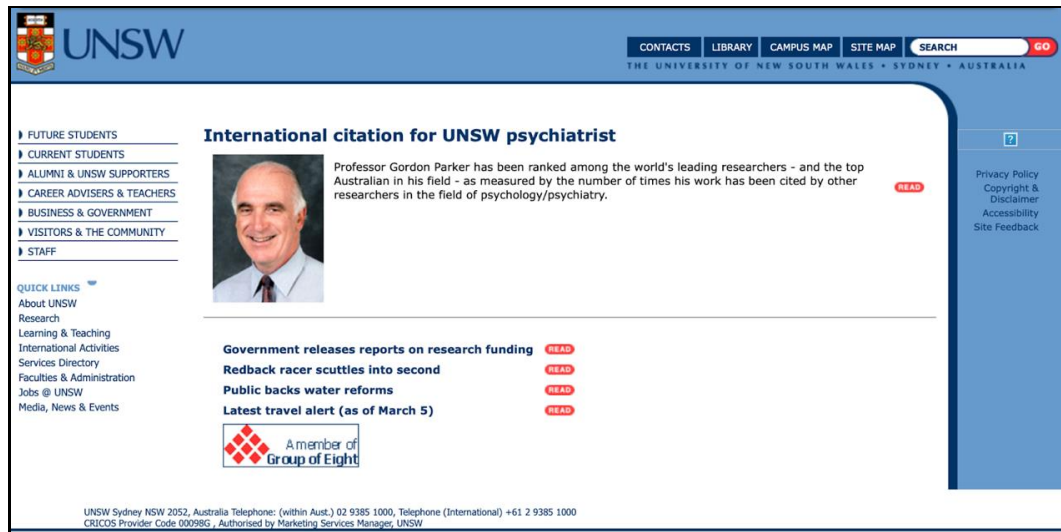 UNSW
CONTACTS
LIBRARY
CAMPUS MAP
SITE MAP
SEARCH
GO
THE UNIVERSITY OF NEW SOUTH WALES • SYDNEY • AUSTRALIA
FUTURE STUDENTS
CURRENT STUDENTS
ALUMNI & UNSW SUPPORTERS
CAREER ADVISERS & TEACHERS
BUSINESS & GOVERNMENT
VISITORS & THE COMMUNITY
STAFF
QUICK LINKS
About UNSW
Research
Learning & Teaching
International Activities
Services Directory
Faculties & Administration
Jobs @ UNSW
Media, News & Events
International citation for UNSW psychiatrist
Professor Gordon Parker has been ranked among the world's leading researchers - and the top
Australian in his field - as measured by the number of times his work has been cited by other
researchers in the field of psychology/psychiatry.
READ
Government releases reports on research funding READ
Redback racer scuttles into second READ
Public backs water reforms READ
Latest travel alert (as of March 5) READ
A member of
Group of Eight
?
Privacy Policy
Copyright &
Disclaimer
Accessibility
Site Feedback
UNSW Sydney NSW 2052, Australia Telephone: (within Aust.) 02 9385 1000, Telephone (International) +61 2 9385 1000
CRICOS Provider Code 00098G , Authorised by Marketing Services Manager, UNSW